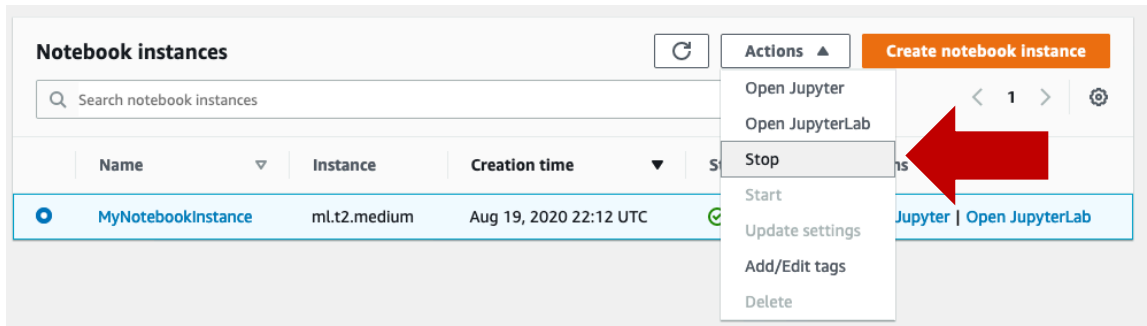 Notebook instances
Actions
Create notebook instance
Search notebook instances
1
Open Jupyter
Open JupyterLab
Stop
Start
Update settings
Add/Edit tags
Delete
Name
Instance
Creation time
MyNotebookInstance
ml.t2.medium
Aug 19, 2020 22:12 UTC
Jupyter | Open JupyterLab